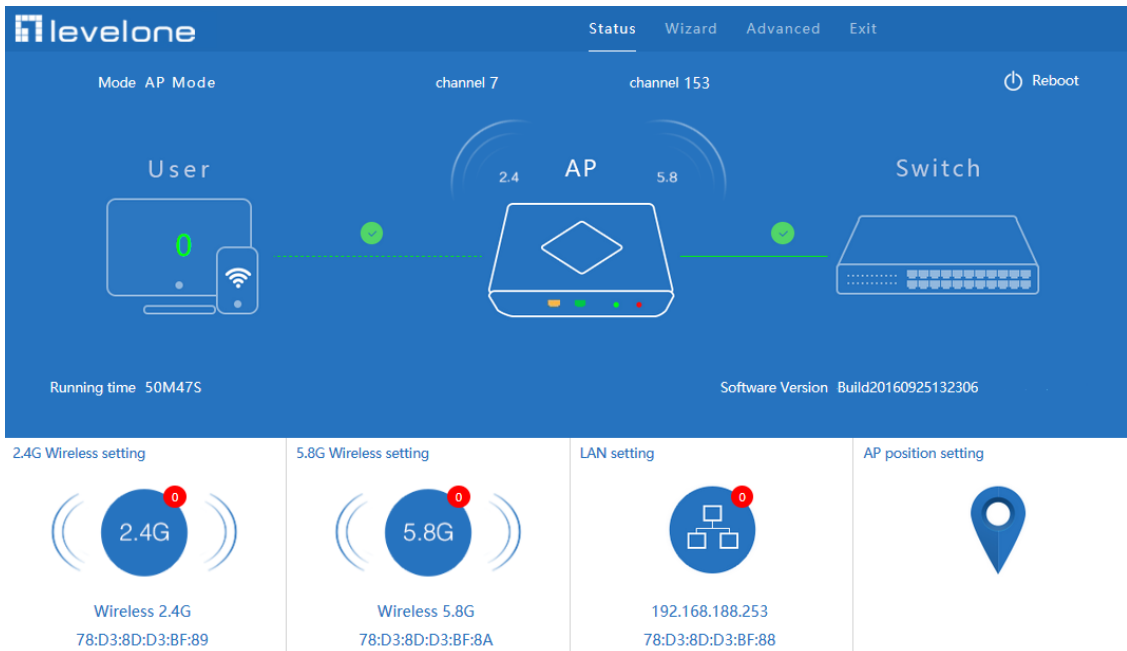 levelone
Status Wizard Advanced Exit
Mode AP Mode channel 7 channel 153 Reboot
User AP Switch
2.4 5.8
0
Running time 50M47S Software Version Build20160925132306
2.4G Wireless setting 5.8G Wireless setting LAN setting AP position setting
0 0 0
2.4G 5.8G
Wireless 2.4G Wireless 5.8G 192.168.188.253
78:D3:8D:D3:BF:89 78:D3:8D:D3:BF:8A 78:D3:8D:D3:BF:88